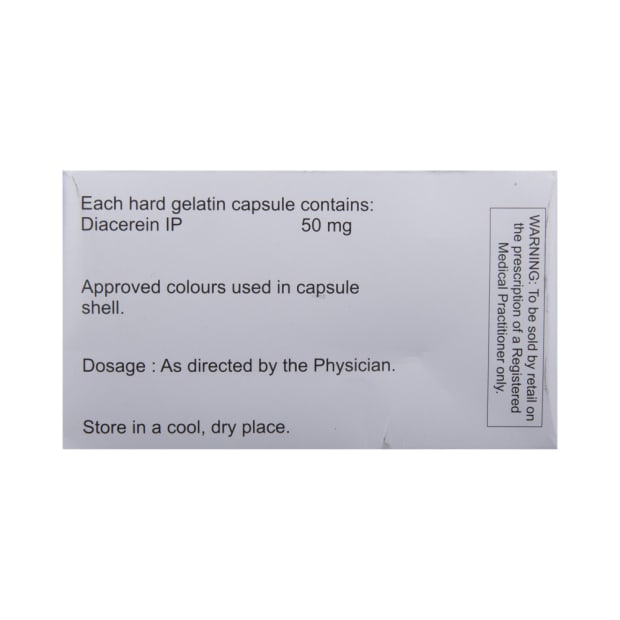 Each hard gelatin capsule contains:
Diacerein IP 50 mg
Approved colours used in capsule
shell.
Dosage : As directed by the Physician.
Store in a cool, dry place.
WARNING: To be sold by retail on
the prescription of a Registered
Medical Practitioner only.